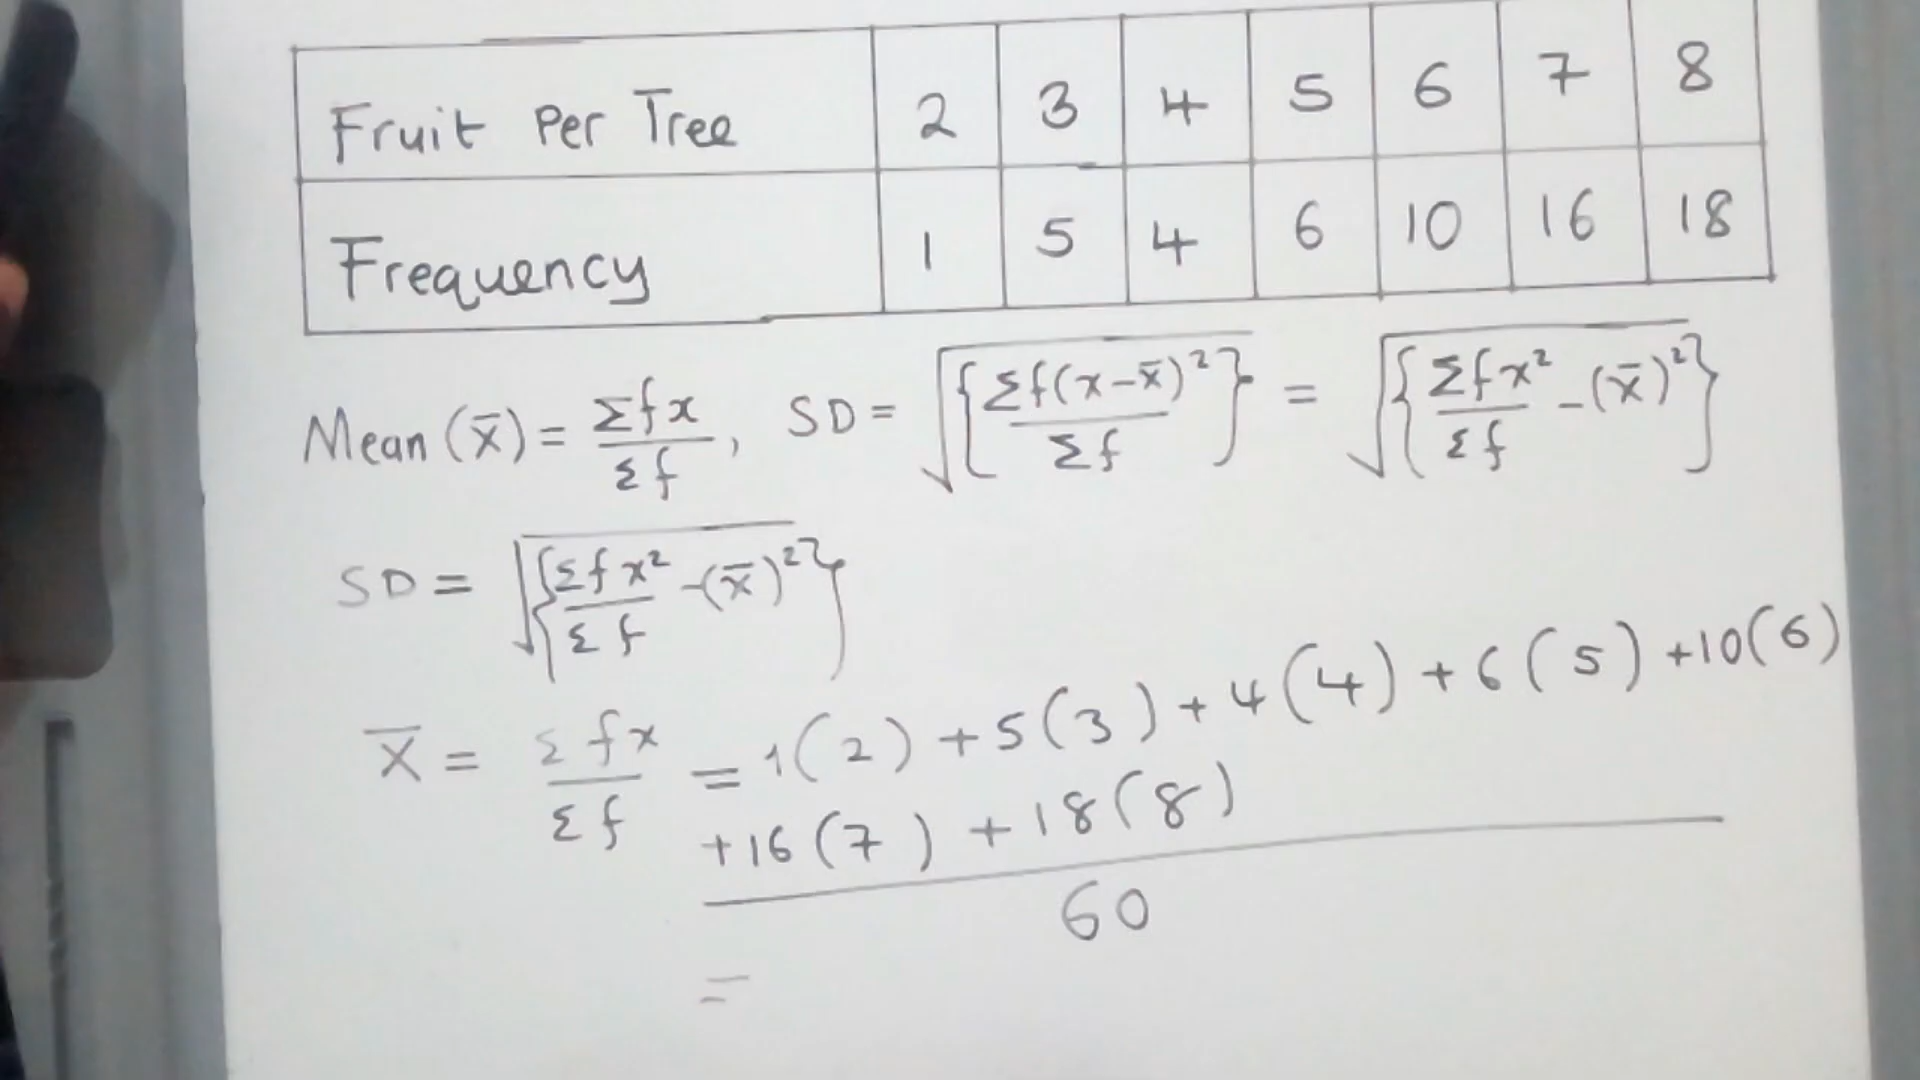 Fruit Per Tree 2 3 4 5 6 7 8
Frequency 1 5 4 6 10 16 18
Mean (x̄) = Σfx / Σf , SD = √{Σf(x-x̄)² / Σf} = √{Σfx² / Σf - (x̄)²}
SD = √{Σfx² / Σf - (x̄)²}
x̄ = Σfx / Σf = 1(2) + 5(3) + 4(4) + 6(5) + 10(6)
+ 16(7) + 18(8)
60
=